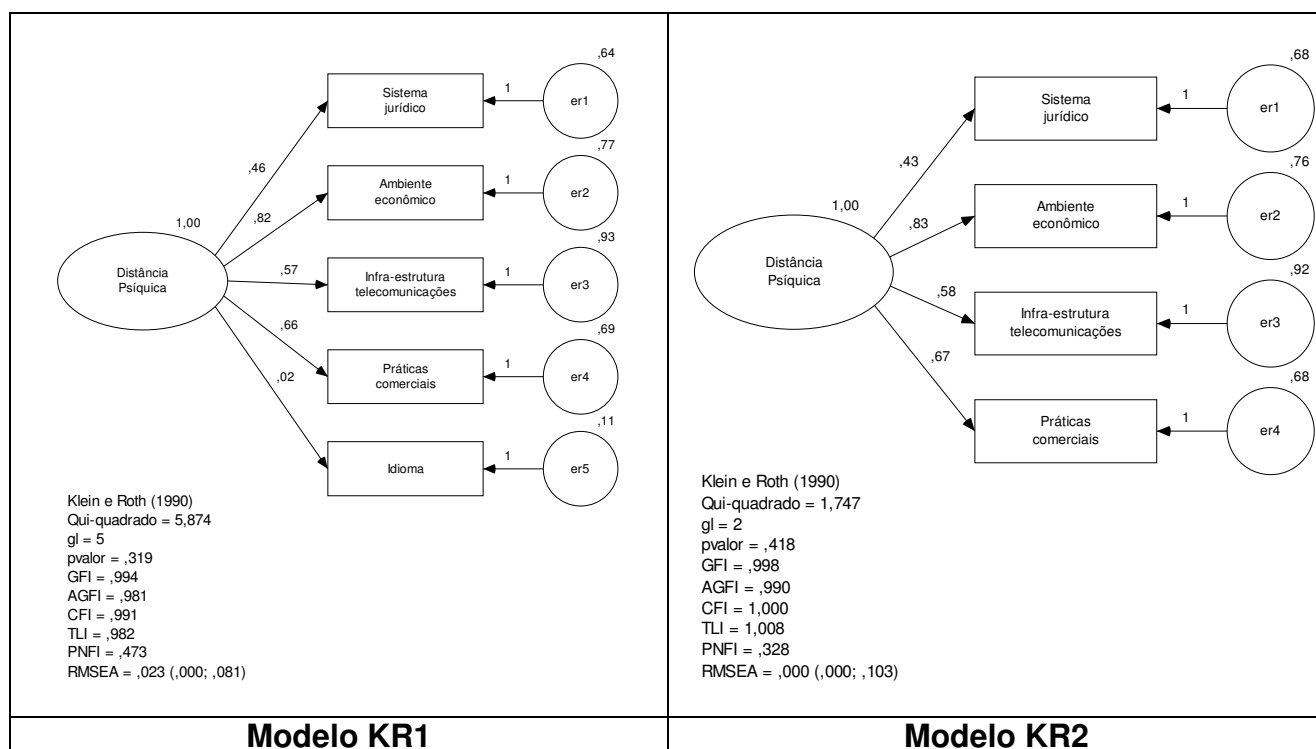 ,64
Sistema
jurídico
1
er1
,46
,77
Ambiente
econômico
1
er2
,82
1,00
,93
Distância
Psíquica
,57
Infra-estrutura
telecomunicações
1
er3
,66
,69
Práticas
comerciais
1
er4
,02
,11
Idioma
1
er5
Klein e Roth (1990)
Qui-quadrado = 5,874
gl = 5
pvalor = ,319
GFI = ,994
AGFI = ,981
CFI = ,991
TLI = ,982
PNFI = ,473
RMSEA = ,023 (,000; ,081)
Modelo KR1
,68
Sistema
jurídico
1
er1
,43
,76
Ambiente
econômico
1
er2
1,00
,83
Distância
Psíquica
,92
,58
Infra-estrutura
telecomunicações
1
er3
,67
,68
Práticas
comerciais
1
er4
Klein e Roth (1990)
Qui-quadrado = 1,747
gl = 2
pvalor = ,418
GFI = ,998
AGFI = ,990
CFI = 1,000
TLI = 1,008
PNFI = ,328
RMSEA = ,000 (,000; ,103)
Modelo KR2